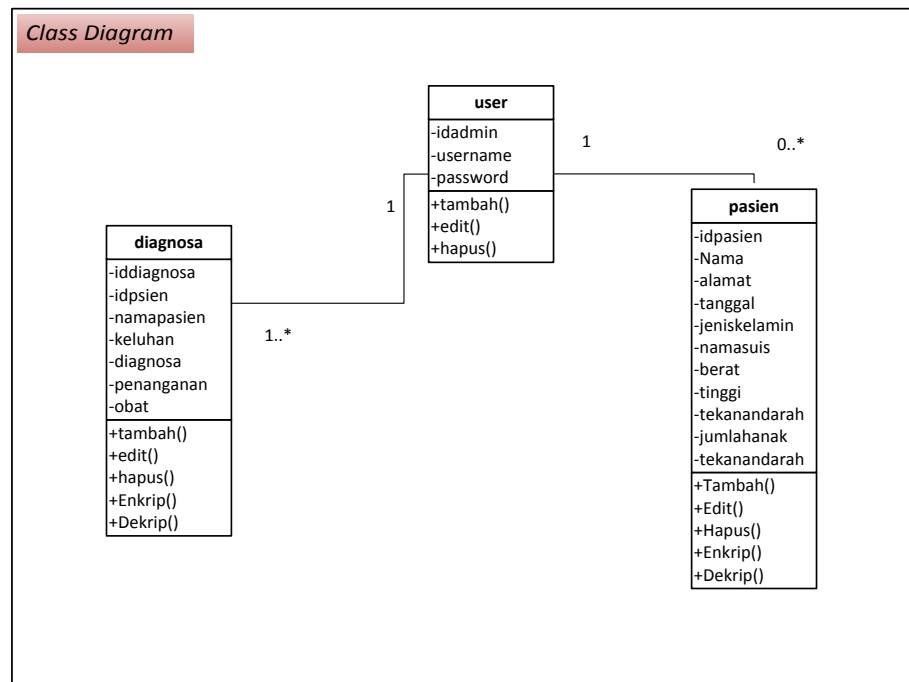 Class Diagram
user
-idadmin
-username
-password
+tambah()
+edit()
+hapus()
1
0..*
1
1..*
diagnosa
-iddiagnosa
-idpsien
-namapasien
-keluhan
-diagnosa
-penanganan
-obat
+tambah()
+edit()
+hapus()
+Enkrip()
+Dekrip()
pasien
-idpasien
-Nama
-alamat
-tanggal
-jeniskelamin
-namasuis
-berat
-tinggi
-tekanandarah
-jumlahanak
-tekanandarah
+Tambah()
+Edit()
+Hapus()
+Enkrip()
+Dekrip()